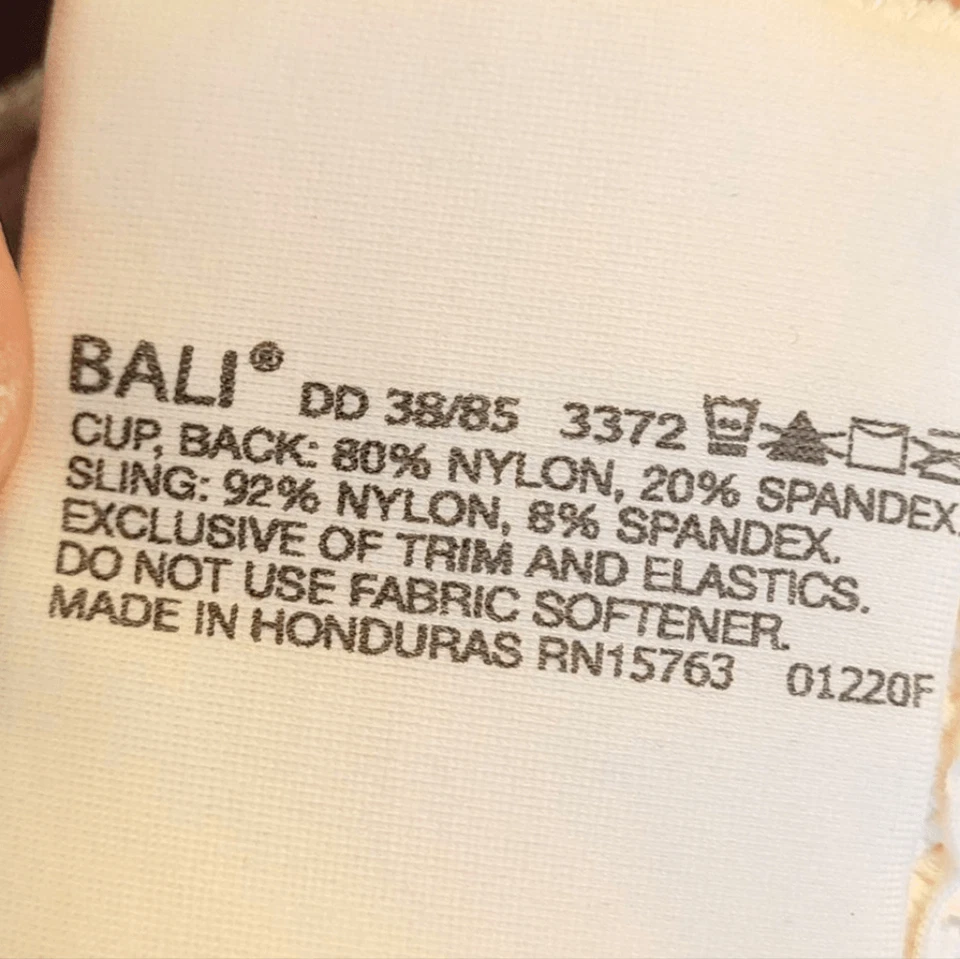 BALI® DD 38/85 3372
CUP, BACK: 80% NYLON, 20% SPANDEX.
SLING: 92% NYLON, 8% SPANDEX.
EXCLUSIVE OF TRIM AND ELASTICS.
DO NOT USE FABRIC SOFTENER.
MADE IN HONDURAS RN15763 01220F